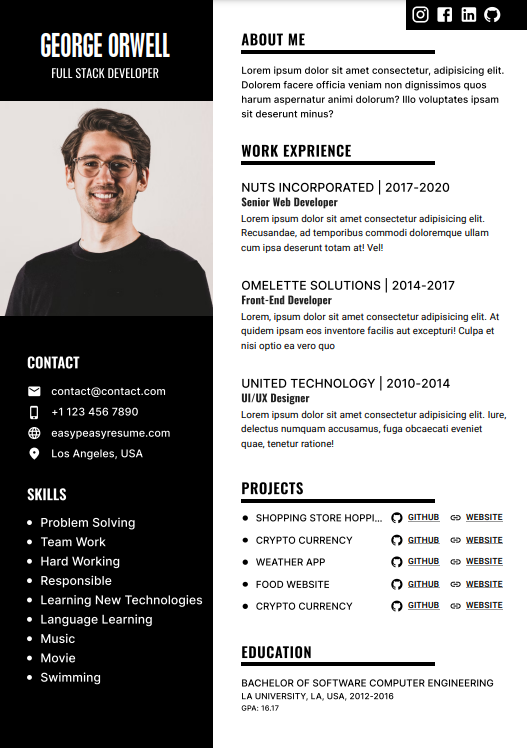 GEORGE ORWELL
FULL STACK DEVELOPER
CONTACT
contact@contact.com
+1 123 456 7890
easypeasyresume.com
Los Angeles, USA
SKILLS
Problem Solving
Team Work
Hard Working
Responsible
Learning New Technologies
Language Learning
Music
Movie
Swimming
ABOUT ME
Lorem ipsum dolor sit amet consectetur, adipisicing elit.
Dolorem facere officia veniam non dignissimos quos
harum aspernatur animi dolorum? Illo voluptates ipsam
sit deserunt minus?
WORK EXPRIENCE
NUTS INCORPORATED | 2017-2020
Senior Web Developer
Lorem ipsum dolor sit amet consectetur adipisicing elit.
Recusandae, ad temporibus commodi doloremque ullam
cum ipsa deserunt totam at! Vel!
OMELETTE SOLUTIONS | 2014-2017
Front-End Developer
Lorem, ipsum dolor sit amet consectetur adipisicing elit. At
quidem ipsam eos inventore facilis aut excepturi! Culpa et
nisi optio ea vero quo
UNITED TECHNOLOGY | 2010-2014
UI/UX Designer
Lorem ipsum dolor sit amet consectetur adipisicing elit. Iure,
delectus numquam accusamus, fuga obcaecati eveniet
quae, tenetur ratione!
PROJECTS
SHOPPING STORE HOPPI... GITHUB WEBSITE
CRYPTO CURRENCY GITHUB WEBSITE
WEATHER APP GITHUB WEBSITE
FOOD WEBSITE GITHUB WEBSITE
CRYPTO CURRENCY GITHUB WEBSITE
EDUCATION
BACHELOR OF SOFTWARE COMPUTER ENGINEERING
LA UNIVERSITY, LA, USA, 2012-2016
GPA: 16.17